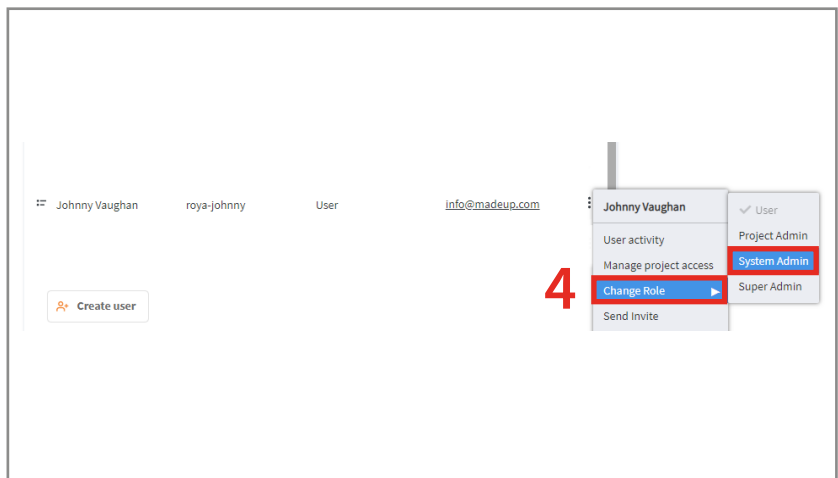 Johnny Vaughan roya-johnny User info@madeup.com
Create user
4
Johnny Vaughan
User activity
Manage project access
Change Role
Send Invite
User
Project Admin
System Admin
Super Admin